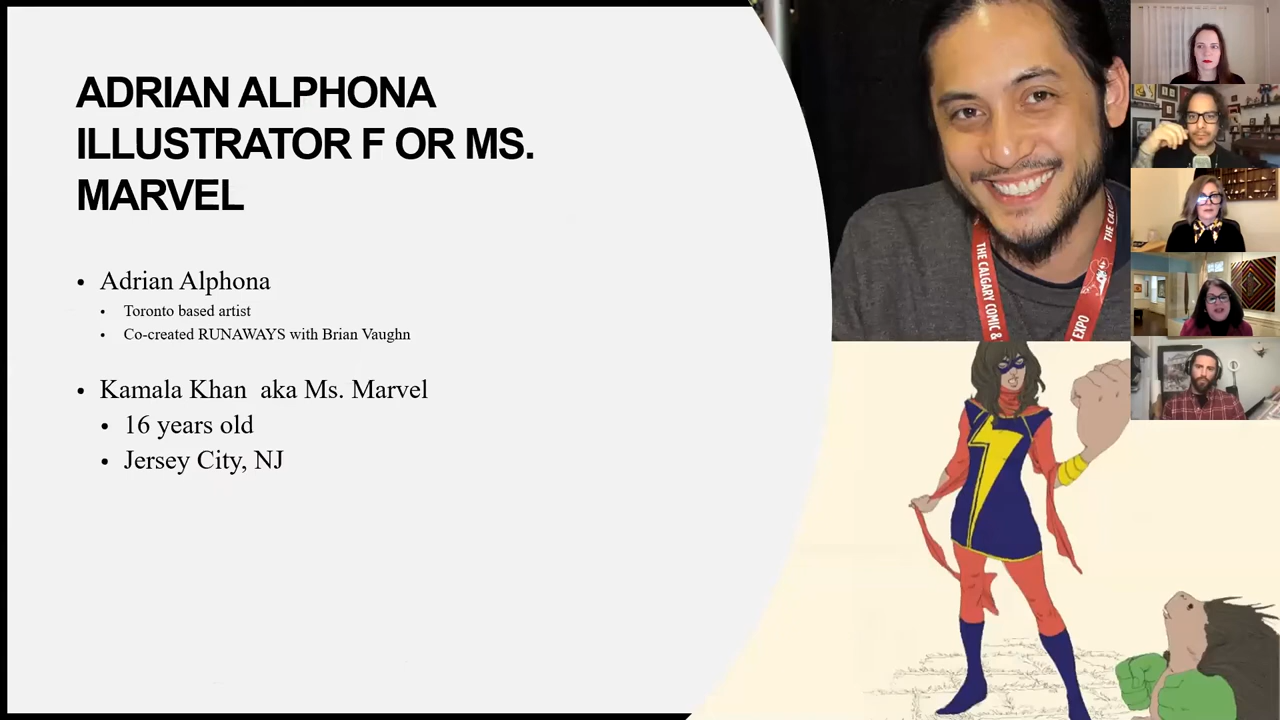 ADRIAN ALPHONA
ILLUSTRATOR F OR MS.
MARVEL
• Adrian Alphona
• Toronto based artist
• Co-created RUNAWAYS with Brian Vaughn
• Kamala Khan aka Ms. Marvel
• 16 years old
• Jersey City, NJ
THE CALGARY COMIC &
THE CAL
EXPO